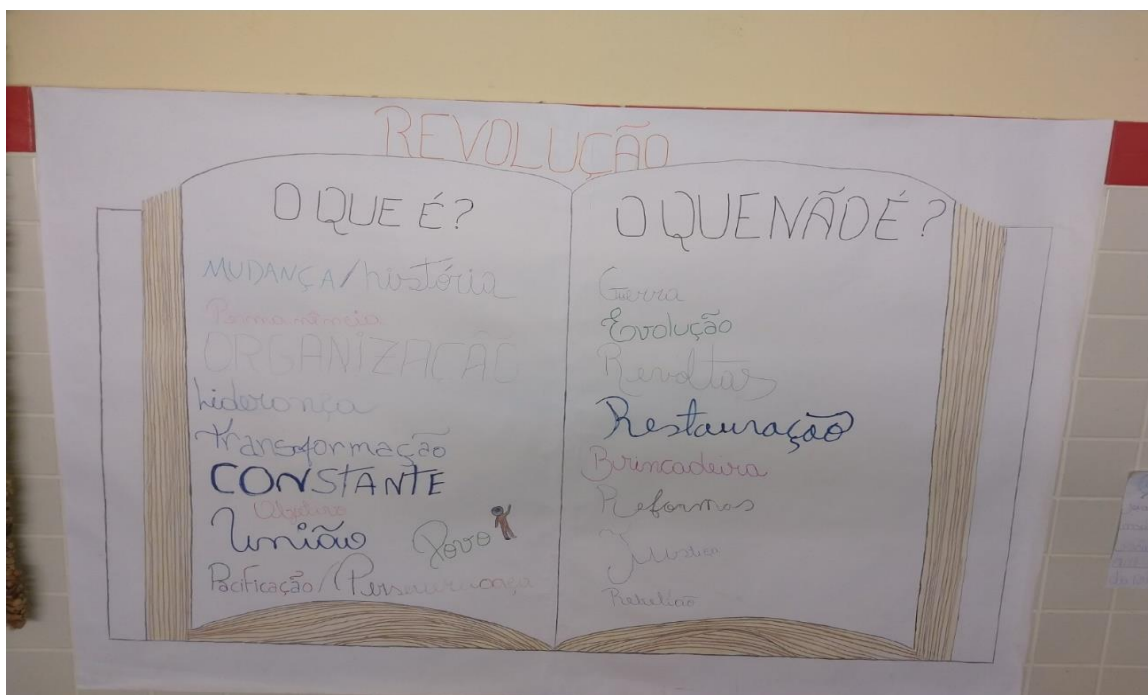 REVOLUÇÃO
O QUE É?
MUDANÇA/história
ORGANIZAÇÃO
Liderança
transformação
CONSTANTE
União Povo
Pacificação/
O QUE NÃO É?
Guerra
Evolução
Revoltas
Restauração
Brincadeira
Reformas
Rebelião